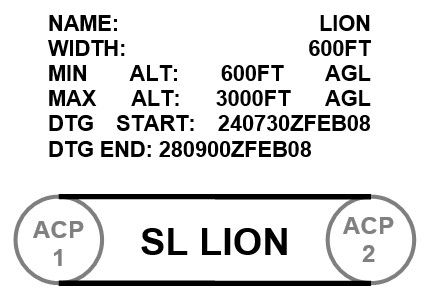 NAME: LION
WIDTH: 600FT
MIN ALT: 600FT AGL
MAX ALT: 3000FT AGL
DTG START: 240730ZFEB08
DTG END: 280900ZFEB08
ACP
1
SL LION
ACP
2